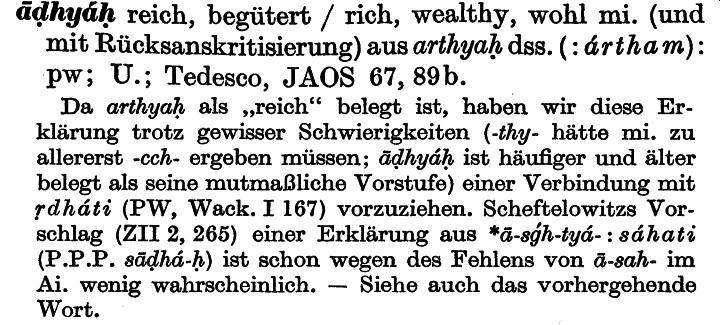 āḍhyáḥ reich, begütert / rich, wealthy, wohl mi. (und
mit Rücksanskritisierung) aus arthyaḥ dss. (: ártham):
pw; U.; Tedesco, JAOS 67, 89b.
Da arthyaḥ als „reich“ belegt ist, haben wir diese Er-
klärung trotz gewisser Schwierigkeiten (-thy- hätte mi. zu
allererst -cch- ergeben müssen; āḍhyáḥ ist häufiger und älter
belegt als seine mutmaßliche Vorstufe) einer Verbindung mit
ṛdháti (PW, Wack. I 167) vorzuziehen. Scheftelowitzs Vor-
schlag (ZII 2, 265) einer Erklärung aus *ā-sǵh-tyá- : sáhati
(P.P.P. sāḍhá-ḥ) ist schon wegen des Fehlens von ā-sah- im
Ai. wenig wahrscheinlich. — Siehe auch das vorhergehende
Wort.